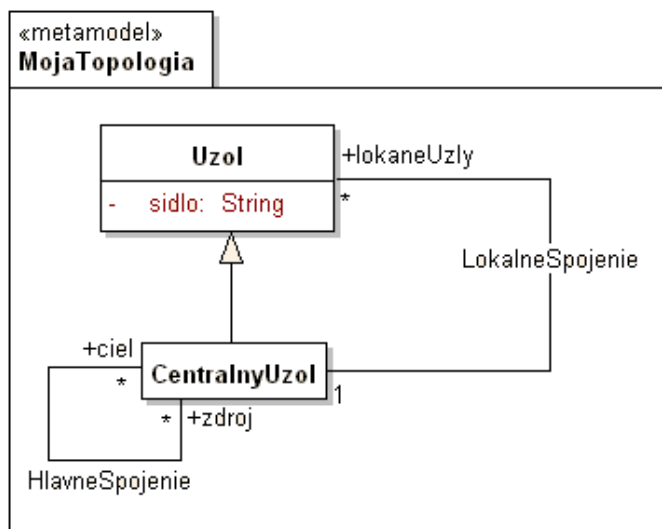 «metamodel»
MojaTopologia
Uzol
- sidlo: String
+lokaneUzly
*
LokalneSpojenie
+ciel
*
CentralnyUzol
1
* +zdroj
HlavneSpojenie